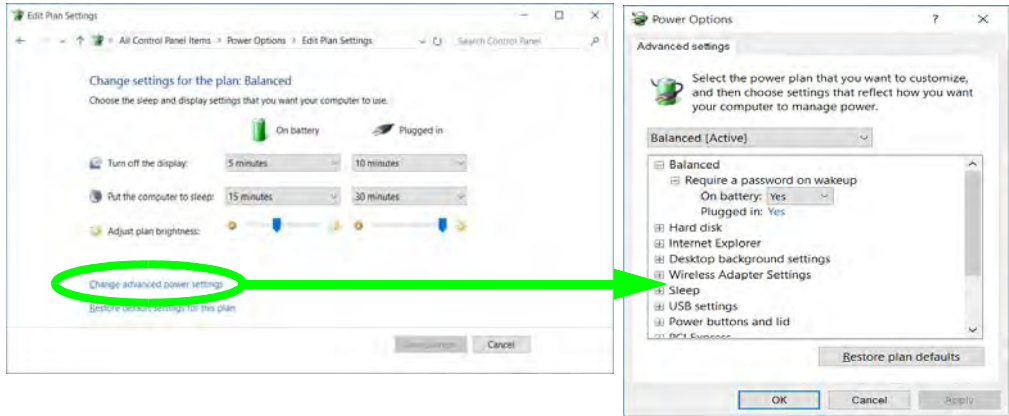 Edit Plan Settings
All Control Panel Items > Power Options > Edit Plan Settings
Search Control Panel
Change settings for the plan: Balanced
Choose the sleep and display settings that you want your computer to use.
On battery Plugged in
Turn off the display: 5 minutes 10 minutes
Put the computer to sleep: 15 minutes 30 minutes
Adjust plan brightness:
Change advanced power settings
Restore default settings for this plan
Cancel
Power Options ? ×
Advanced settings
Select the power plan that you want to customize,
and then choose settings that reflect how you want
your computer to manage power.
Balanced [Active]
Balanced
Require a password on wakeup
On battery: Yes
Plugged in: Yes
Hard disk
Internet Explorer
Desktop background settings
Wireless Adapter Settings
Sleep
USB settings
Power buttons and lid
PCI Express
Restore plan defaults
OK Cancel Apply